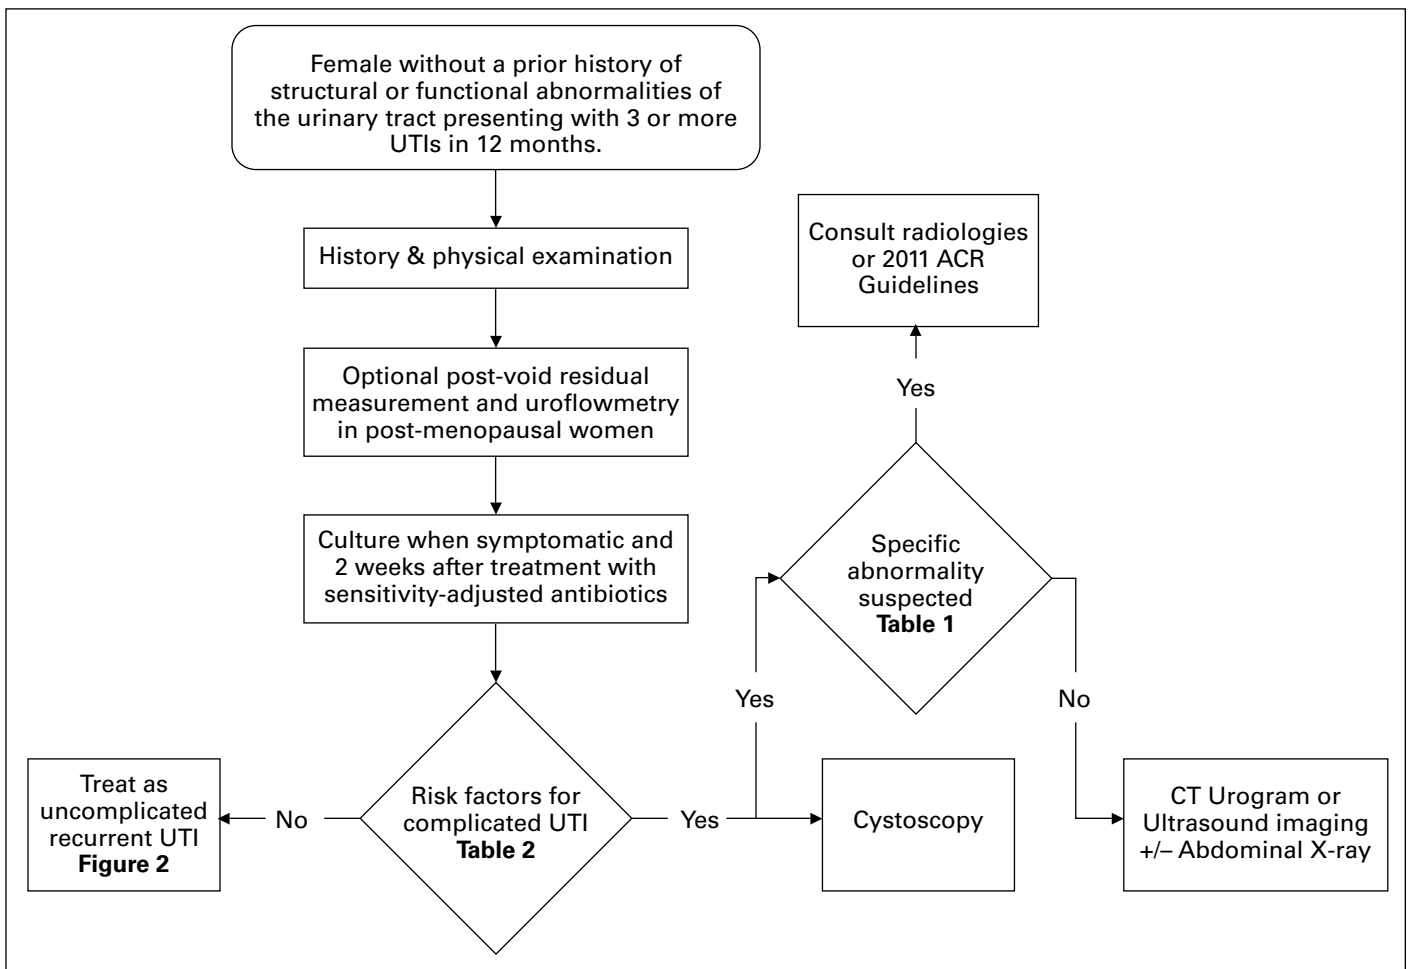 Female without a prior history of
structural or functional abnormalities of
the urinary tract presenting with 3 or more
UTIs in 12 months.
History & physical examination
Optional post-void residual
measurement and uroflowmetry
in post-menopausal women
Culture when symptomatic and
2 weeks after treatment with
sensitivity-adjusted antibiotics
Risk factors for
complicated UTI
Table 2
No
Treat as
uncomplicated
recurrent UTI
Figure 2
Yes
Cystoscopy
Yes
Specific
abnormality
suspected
Table 1
Yes
Consult radiologies
or 2011 ACR
Guidelines
No
CT Urogram or
Ultrasound imaging
+/– Abdominal X-ray